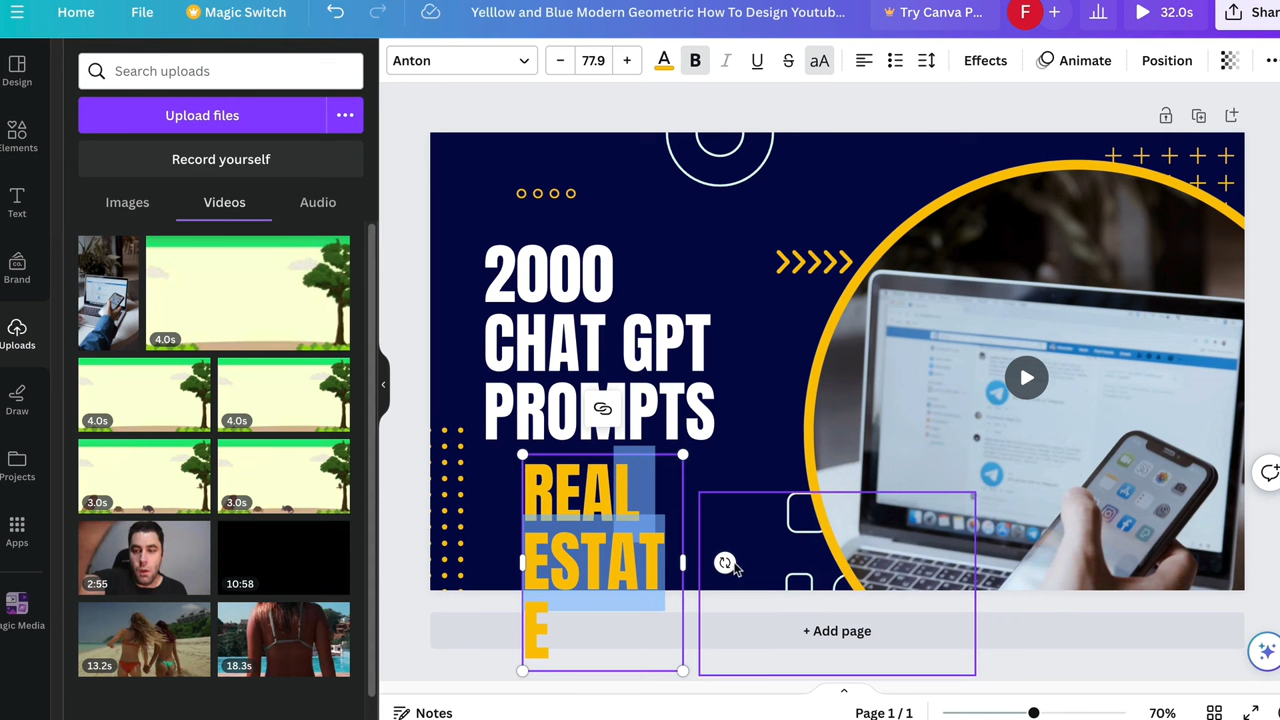 Home File Magic Switch Yelllow and Blue Modern Geometric How To Design Youtub... Try Canva P... F 32.0s Shar
Design
Elements
Text
Brand
Uploads
Draw
Projects
Apps
agic Media
Search uploads
Upload files
Record yourself
Images Videos Audio
4.0s
4.0s 4.0s
3.0s 3.0s
2:55 10:58
13.2s 18.3s
Anton 77.9 A B I U S aA Effects Animate Position
2000
CHAT GPT
PROMPTS
REAL
ESTAT
E
+ Add page
Notes Page 1 / 1 70%